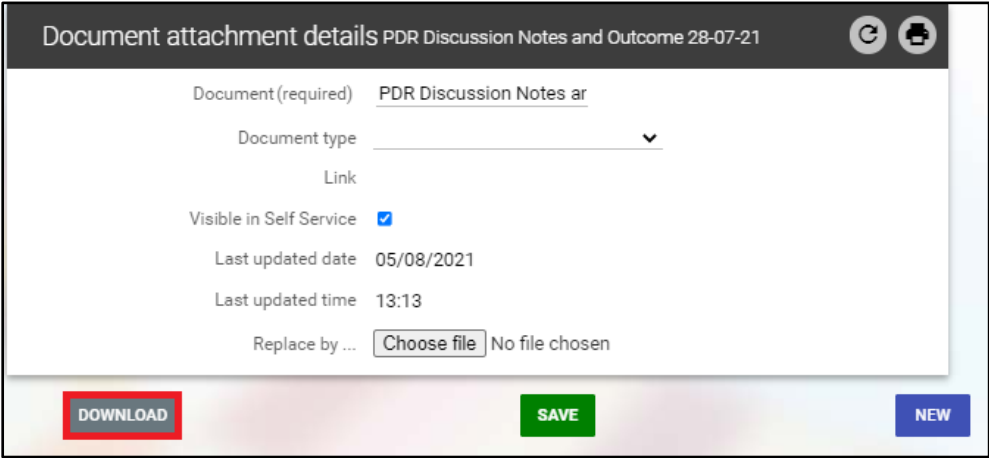 Document attachment details PDR Discussion Notes and Outcome 28-07-21
Document (required) PDR Discussion Notes ar
Document type
Link
Visible in Self Service
Last updated date 05/08/2021
Last updated time 13:13
Replace by ... Choose file No file chosen
DOWNLOAD SAVE NEW